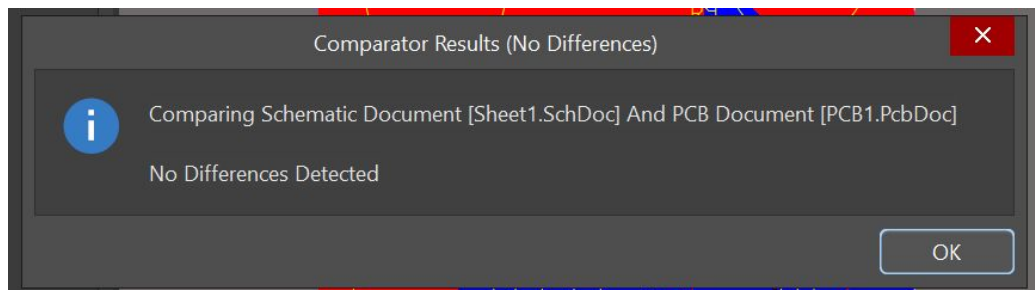 Comparator Results (No Differences)
Comparing Schematic Document [Sheet1.SchDoc] And PCB Document [PCB1.PcbDoc]
No Differences Detected
OK